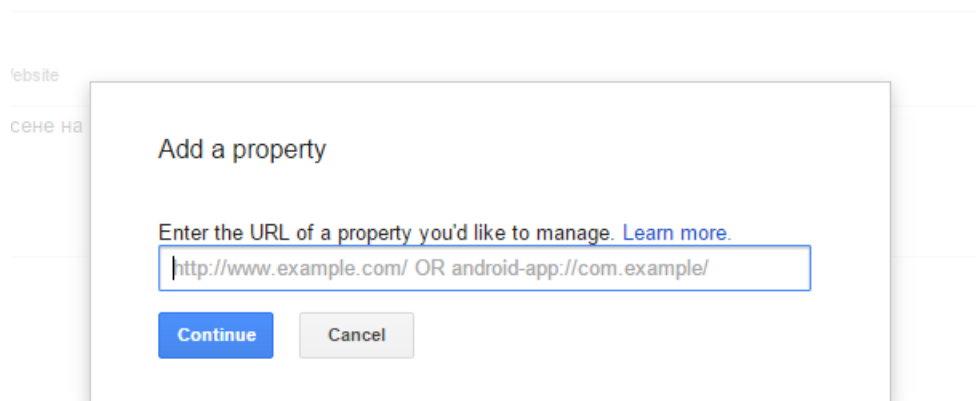 сене на
Add a property
Enter the URL of a property you'd like to manage. Learn more.
http://www.example.com/ OR android-app://com.example/
Continue
Cancel